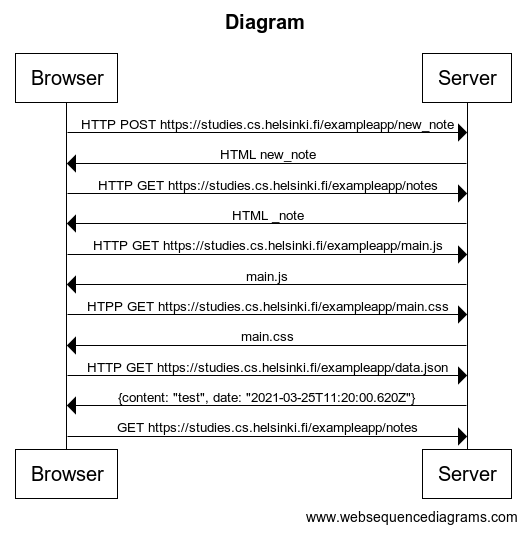 Diagram
Browser Server
HTTP POST https://studies.cs.helsinki.fi/exampleapp/new_note
HTML new_note
HTTP GET https://studies.cs.helsinki.fi/exampleapp/notes
HTML _note
HTTP GET https://studies.cs.helsinki.fi/exampleapp/main.js
main.js
HTPP GET https://studies.cs.helsinki.fi/exampleapp/main.css
main.css
HTTP GET https://studies.cs.helsinki.fi/exampleapp/data.json
{content: "test", date: "2021-03-25T11:20:00.620Z"}
GET https://studies.cs.helsinki.fi/exampleapp/notes
Browser Server
www.websequencediagrams.com